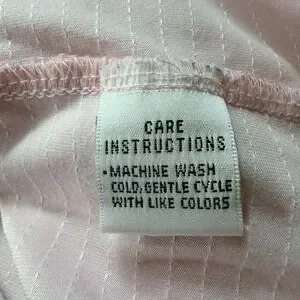 CARE
INSTRUCTIONS
•MACHINE WASH
COLD, GENTLE CYCLE
WITH LIKE COLORS